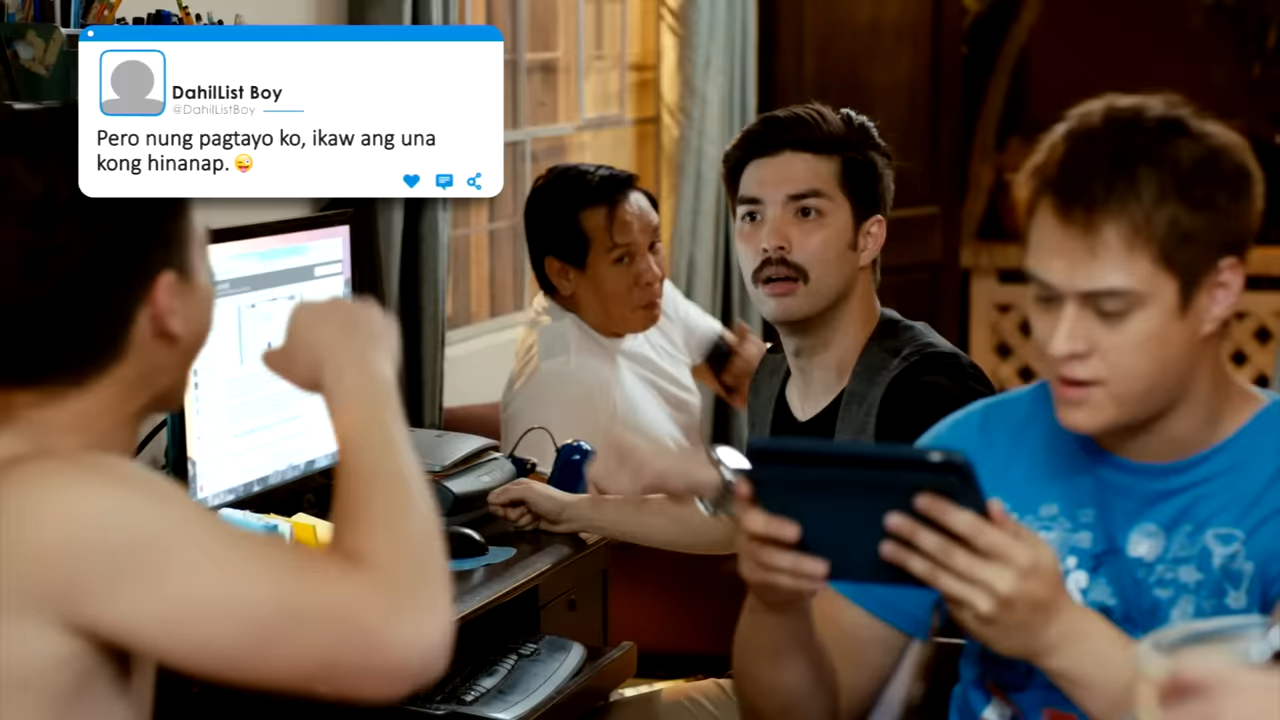 DahilList Boy
@DahilListBoy
Pero nung pagtayo ko, ikaw ang una
kong hinanap. 😜